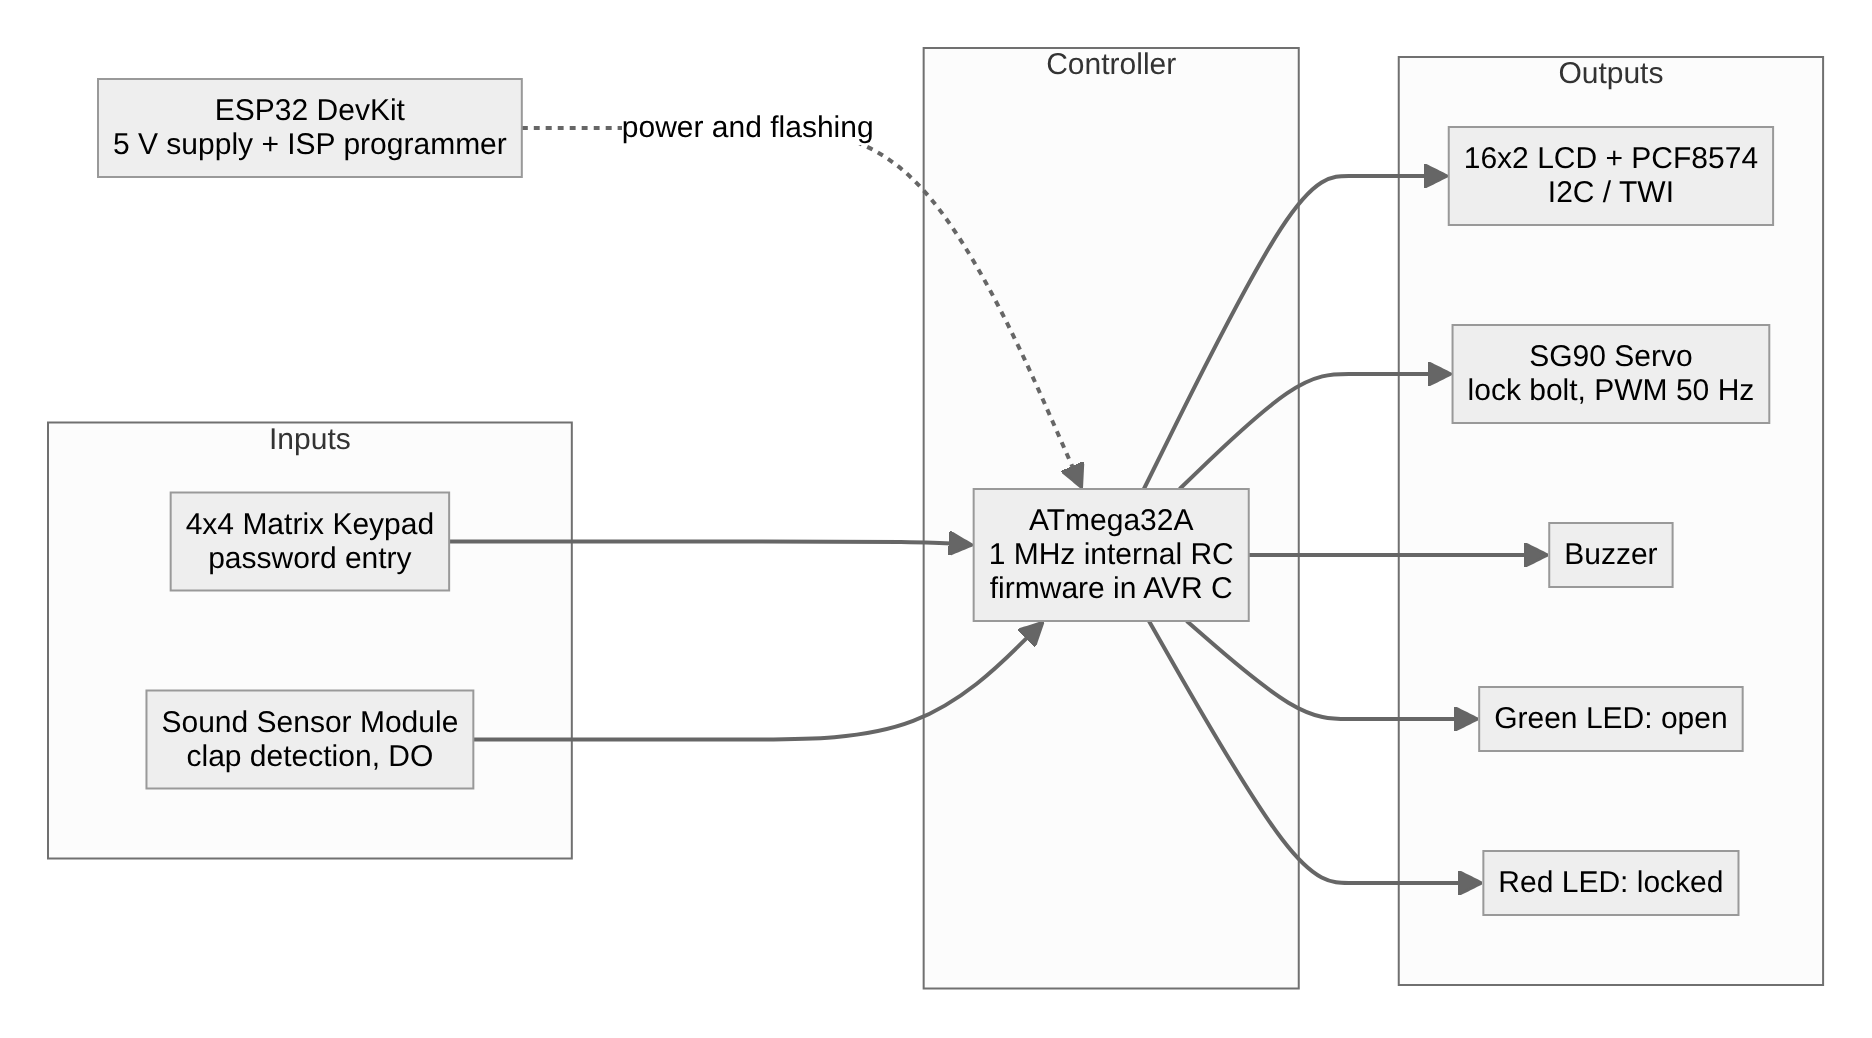 ESP32 DevKit
5 V supply + ISP programmer
power and flashing
Inputs
4x4 Matrix Keypad
password entry
Sound Sensor Module
clap detection, DO
Controller
ATmega32A
1 MHz internal RC
firmware in AVR C
Outputs
16x2 LCD + PCF8574
I2C / TWI
SG90 Servo
lock bolt, PWM 50 Hz
Buzzer
Green LED: open
Red LED: locked